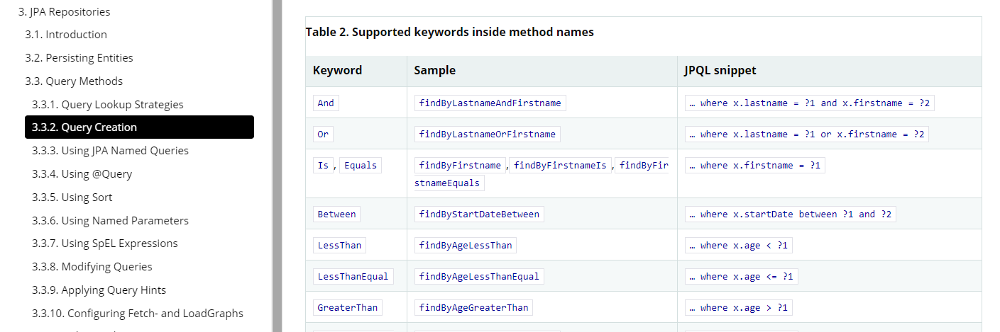 3. JPA Repositories
3.1. Introduction
3.2. Persisting Entities
3.3. Query Methods
3.3.1. Query Lookup Strategies
3.3.2. Query Creation
3.3.3. Using JPA Named Queries
3.3.4. Using @Query
3.3.5. Using Sort
3.3.6. Using Named Parameters
3.3.7. Using SpEL Expressions
3.3.8. Modifying Queries
3.3.9. Applying Query Hints
3.3.10. Configuring Fetch- and LoadGraphs
Table 2. Supported keywords inside method names
Keyword Sample JPQL snippet
And findByLastnameAndFirstname … where x.lastname = ?1 and x.firstname = ?2
Or findByLastnameOrFirstname … where x.lastname = ?1 or x.firstname = ?2
Is, Equals findByFirstname,findByFirstnameIs,findByFir … where x.firstname = ?1
stnameEquals
Between findByStartDateBetween … where x.startDate between ?1 and ?2
LessThan findByAgeLessThan … where x.age < ?1
LessThanEqual findByAgeLessThanEqual … where x.age <= ?1
GreaterThan findByAgeGreaterThan … where x.age > ?1